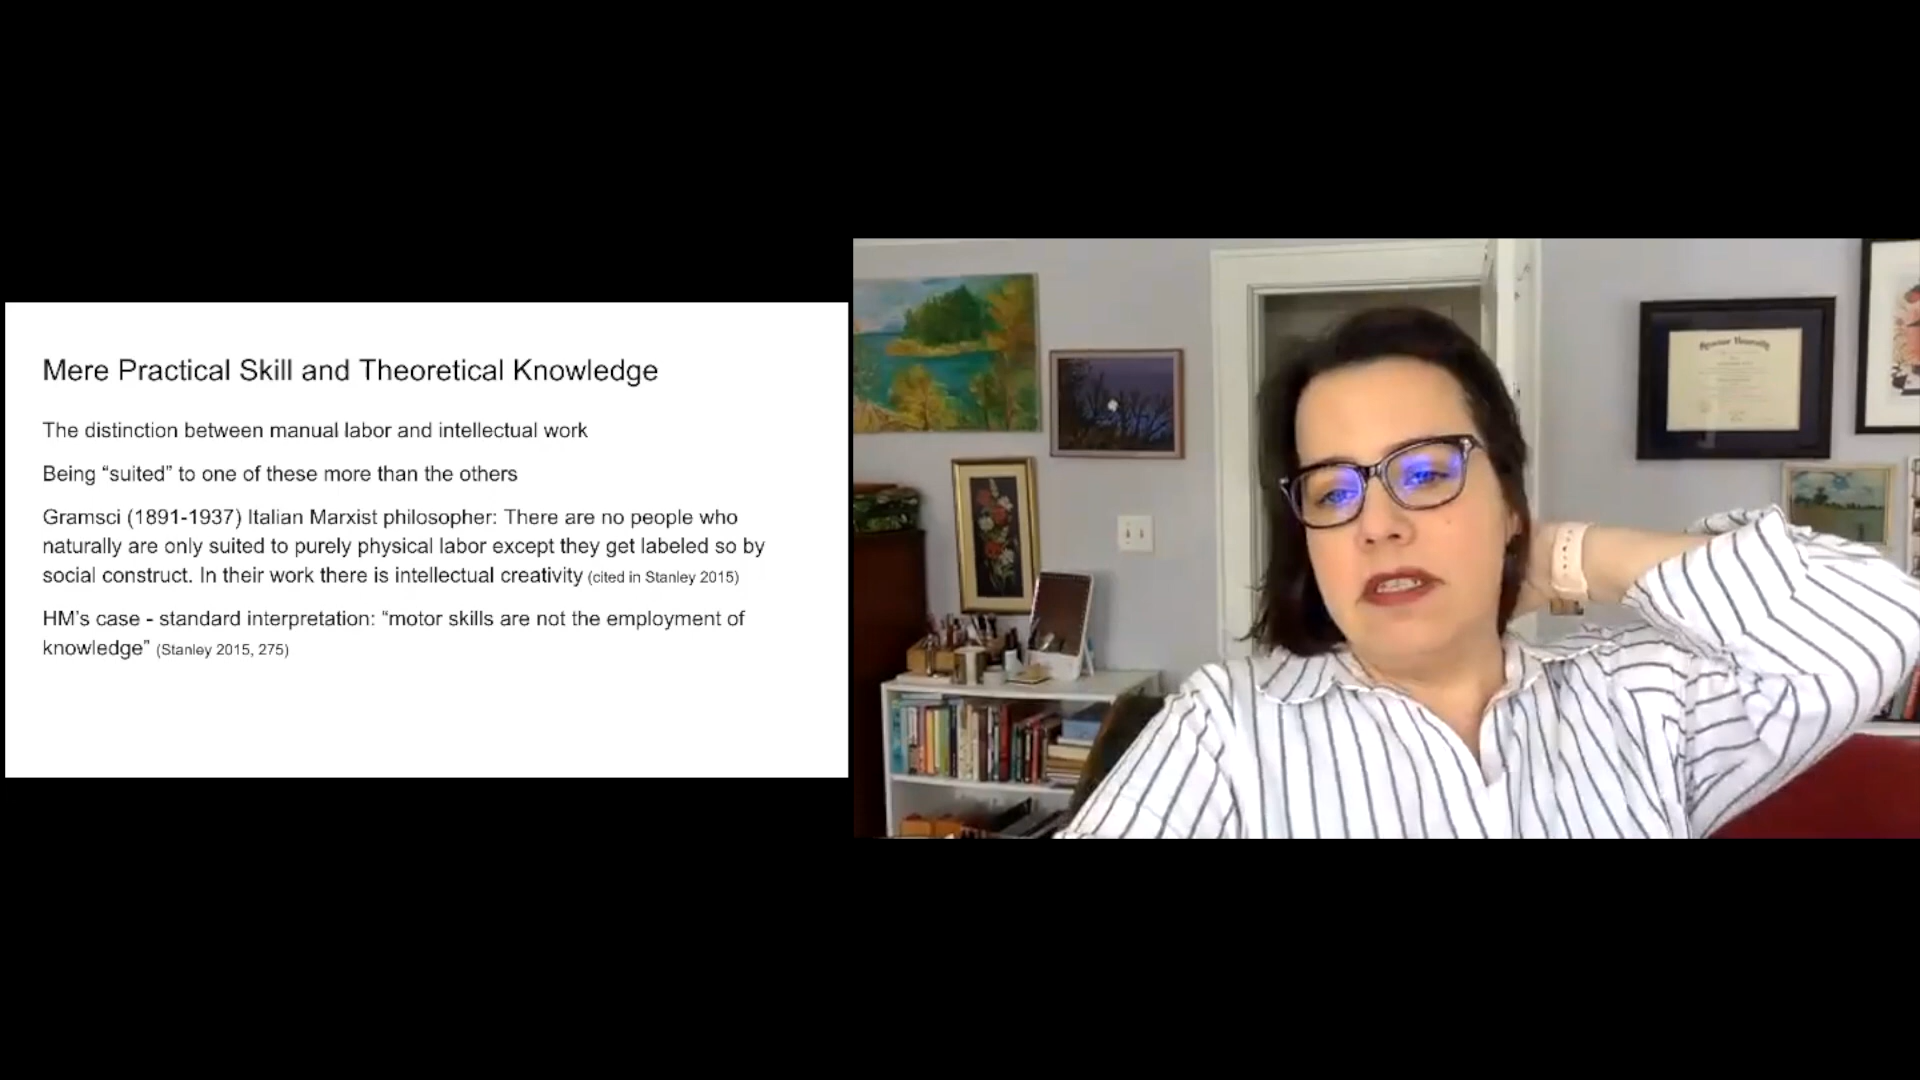 Mere Practical Skill and Theoretical Knowledge
The distinction between manual labor and intellectual work
Being “suited” to one of these more than the others
Gramsci (1891-1937) Italian Marxist philosopher: There are no people who
naturally are only suited to purely physical labor except they get labeled so by
social construct. In their work there is intellectual creativity (cited in Stanley 2015)
HM’s case - standard interpretation: “motor skills are not the employment of
knowledge” (Stanley 2015, 275)